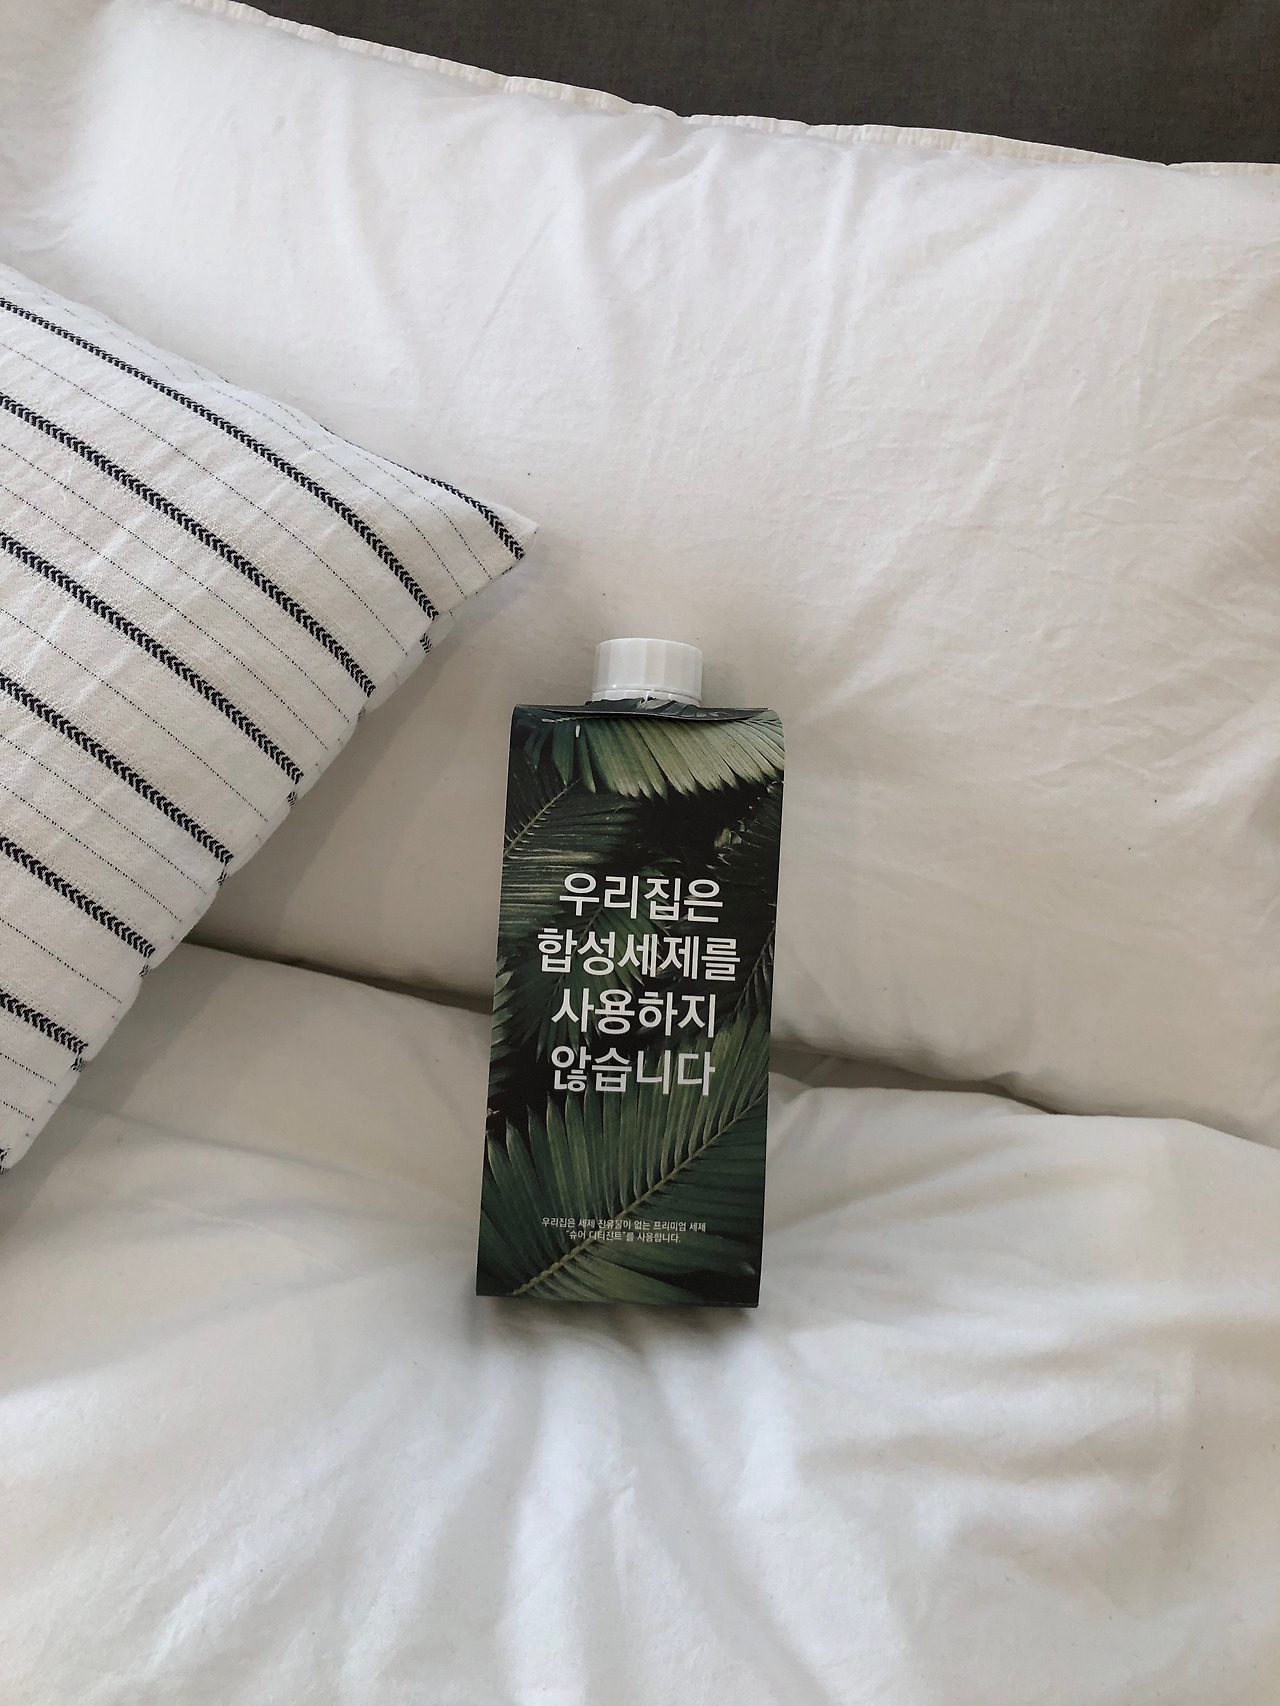 우리집은
합성세제를
사용하지
않습니다
우리집은 세제 잔유물이 없는 프리미엄 세제
"슈어 디터전트"를 사용합니다.